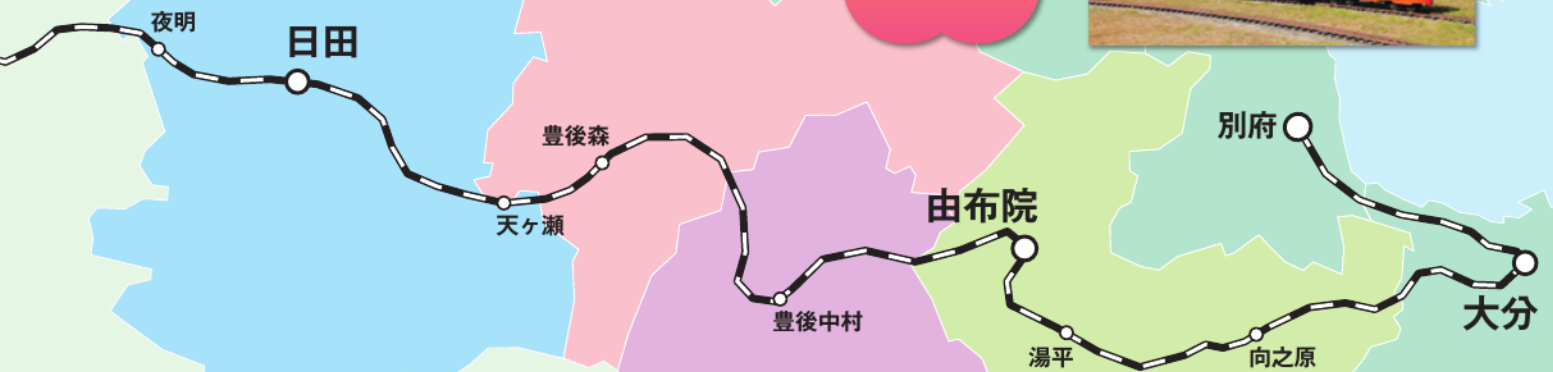 夜明
日田
天ヶ瀬
豊後森
豊後中村
由布院
湯平
向之原
大分
別府